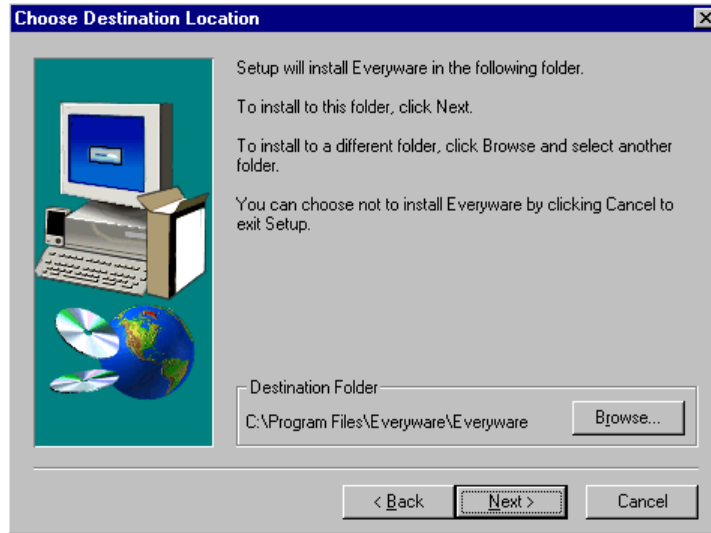 Choose Destination Location
Setup will install Everyware in the following folder.
To install to this folder, click Next.
To install to a different folder, click Browse and select another
folder.
You can choose not to install Everyware by clicking Cancel to
exit Setup.
Destination Folder
C:\Program Files\Everyware\Everyware
Browse...
< Back
Next >
Cancel